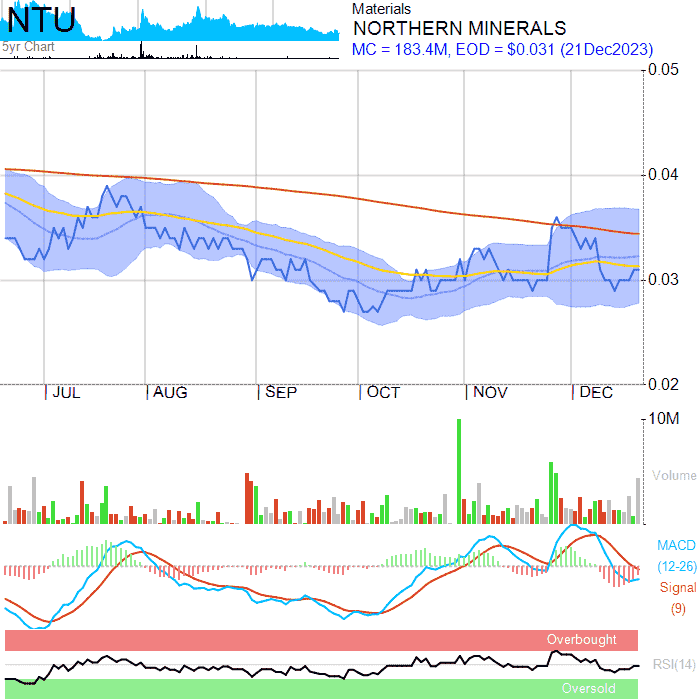 NTU
5yr Chart
Materials
NORTHERN MINERALS
MC = 183.4M, EOD = $0.031 (21Dec2023)
0.05
0.04
0.03
0.02
JUL AUG SEP OCT NOV DEC
10M
Volume
MACD
(12-26)
Signal
(9)
Overbought
RSI(14)
Oversold